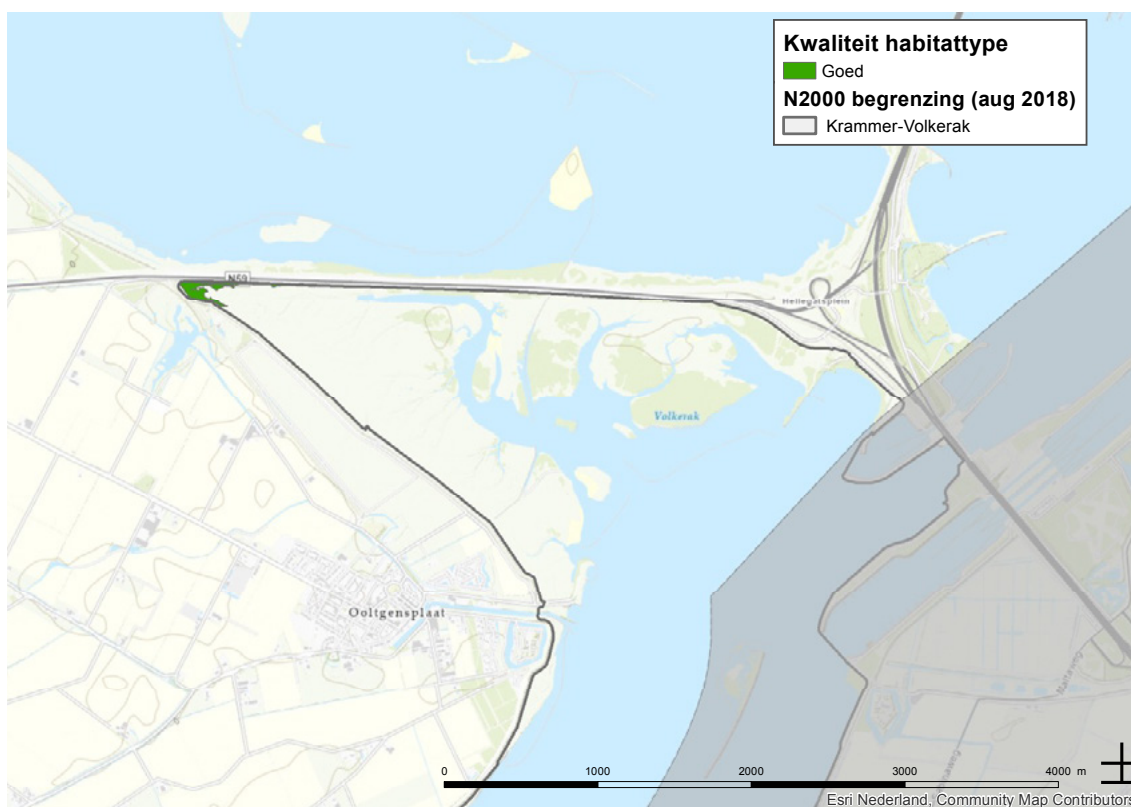 Kwaliteit habitattype
Goed
N2000 begrenzing (aug 2018)
Krammer-Volkerak
N59
Hellegatsplein
Volkerak
Ooltgensplaat
0 1000 2000 3000 4000 m
Esri Nederland, Community Map Contributors